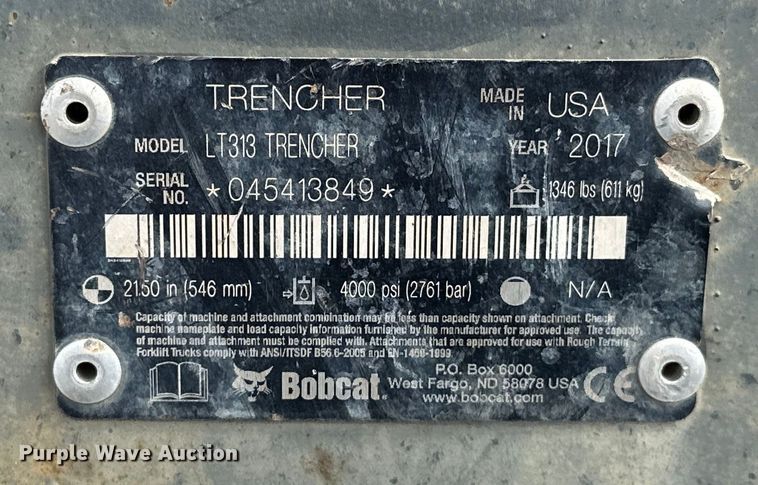 TRENCHER
MADE IN USA
MODEL LT313 TRENCHER
YEAR 2017
SERIAL NO. *045413849*
1346 lbs (611 kg)
21.50 in (546 mm)
4000 psi (2761 bar)
N/A
Capacity of machine and attachment combination may be less than capacity shown on attachment. Check
machine nameplate and load capacity information furnished by the manufacturer for approved use. The capacity
of machine and attachment must be complied with. Attachments that are approved for use with Rough Terrain
Forklift Trucks comply with ANSI/ITSDF B56.6-2005 and EN-1459-1999
Bobcat®
P.O. Box 6000
West Fargo, ND 58078 USA
www.bobcat.com
CE
Purple Wave Auction